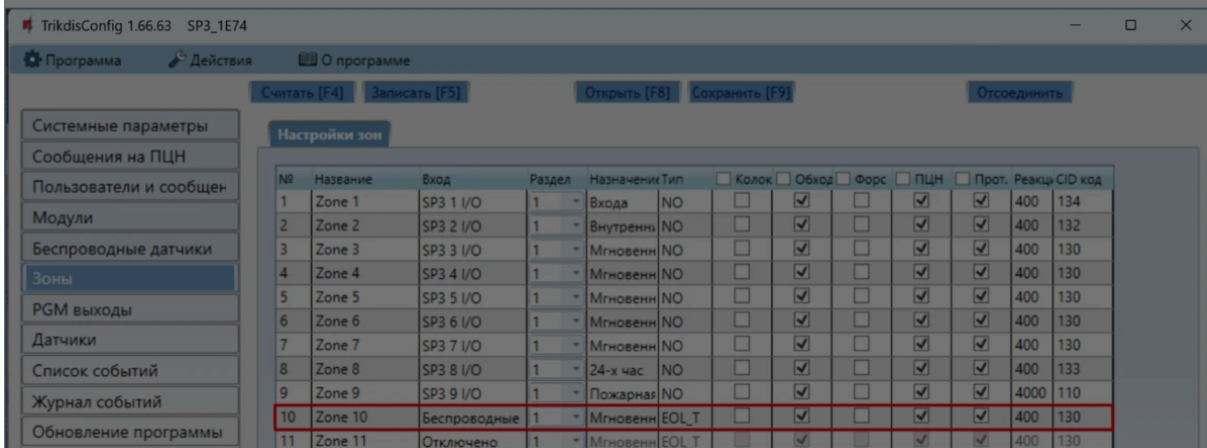 TrikdisConfig 1.66.63 SP3_1E74
Программа Действия О программе
Считать [F4] Записать [F5] Открыть [F8] Сохранить [F9] Отсоединить
Системные параметры
Сообщения на ПЦН
Пользователи и сообщен
Модули
Беспроводные датчики
Зоны
PGM выходы
Датчики
Список событий
Журнал событий
Обновление программы
Настройки зон
№ Название Вход Раздел Назначение Тип Колок Обход Форс ПЦН Прот. Реакци CID код
1 Zone 1 SP3 1 I/O 1 Входа NO 400 134
2 Zone 2 SP3 2 I/O 1 Внутренн NO 400 132
3 Zone 3 SP3 3 I/O 1 Мгновенн NO 400 130
4 Zone 4 SP3 4 I/O 1 Мгновенн NO 400 130
5 Zone 5 SP3 5 I/O 1 Мгновенн NO 400 130
6 Zone 6 SP3 6 I/O 1 Мгновенн NO 400 130
7 Zone 7 SP3 7 I/O 1 Мгновенн NO 400 130
8 Zone 8 SP3 8 I/O 1 24-х час NO 400 133
9 Zone 9 SP3 9 I/O 1 Пожарная NO 4000 110
10 Zone 10 Беспроводные 1 Мгновенн EOL_T 400 130
11 Zone 11 Отключено 1 Мгновенн EOL_T 400 130